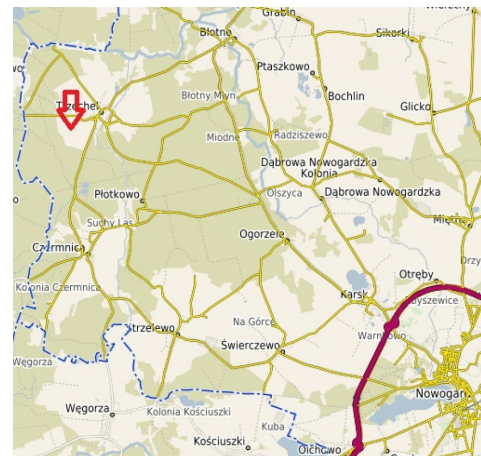 Wierzchy
Grabin
Błotno
Sikorki
Ptaszkowo
Błotny Młyn
Bochlin
Trzechel
Glicko
Miodne
Radziszewo
Dąbrowa Nowogardzka
Kolonia
Płotkowo
Olszyca
Dąbrowa Nowogardzka
Suchy Las
Miętno
Ogorzele
Czermnica
Otręby
Kolonia Czermnica
Karsk
Na Górce
Strzelewo
Warnkowo
Świerczewo
Węgorza
Nowogard
Węgorza
Kolonia Kościuszki
Kuba
Kościuszki
Olchowo